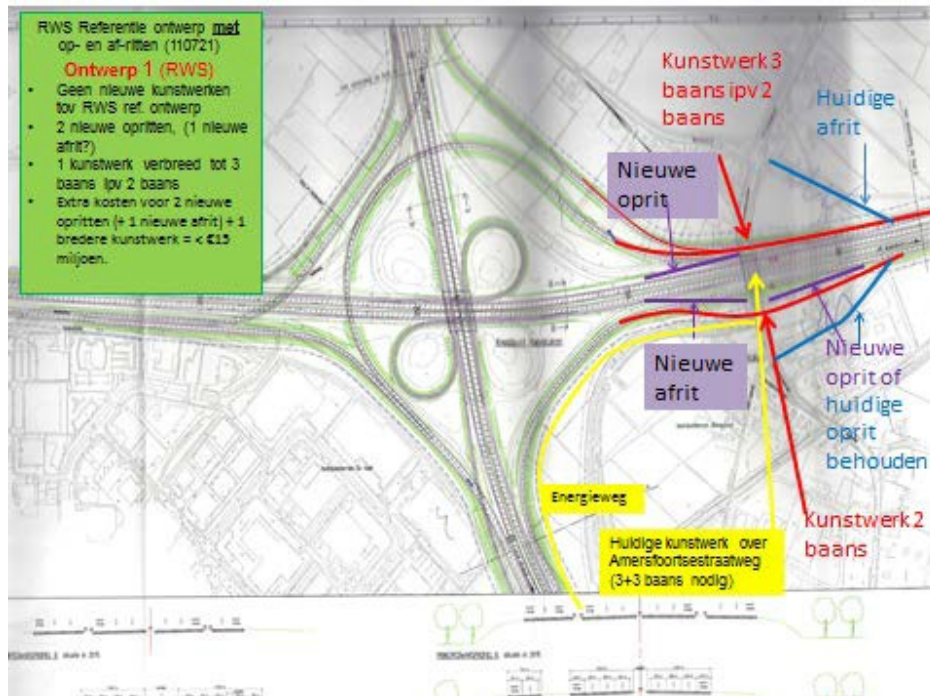 RWS Referentie ontwerp met
op- en af-ritten (110721)
Ontwerp 1 (RWS)
• Geen nieuwe kunstwerken
tov RWS ref. ontwerp
• 2 nieuwe opritten, (1 nieuwe
afrit?)
• 1 kunstwerk verbreed tot 3
baans ipv 2 baans
• Extra kosten voor 2 nieuwe
opritten (+ 1 nieuwe afrit) + 1
bredere kunstwerk = < €15
miljoen.
Kunstwerk 3
baans ipv 2
baans
Huidige
afrit
Nieuwe
oprit
Nieuwe
afrit
Nieuwe
oprit of
huidige
oprit
behouden
Energieweg
Huidige kunstwerk over
Amersfoortsestraatweg
(3+3 baans nodig)
Kunstwerk 2
baans